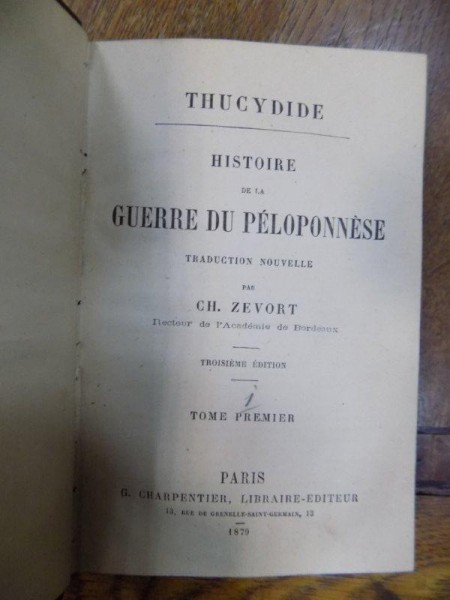 THUCYDIDE
HISTOIRE
DE LA
GUERRE DU PÉLOPONNÈSE
TRADUCTION NOUVELLE
PAR
CH. ZEVORT
Recteur de l'Académie de Bordeaux
TROISIÈME ÉDITION
1
TOME PREMIER
PARIS
G. CHARPENTIER, LIBRAIRE-ÉDITEUR
13, RUE DE GRENELLE-SAINT-GERMAIN, 13
1879